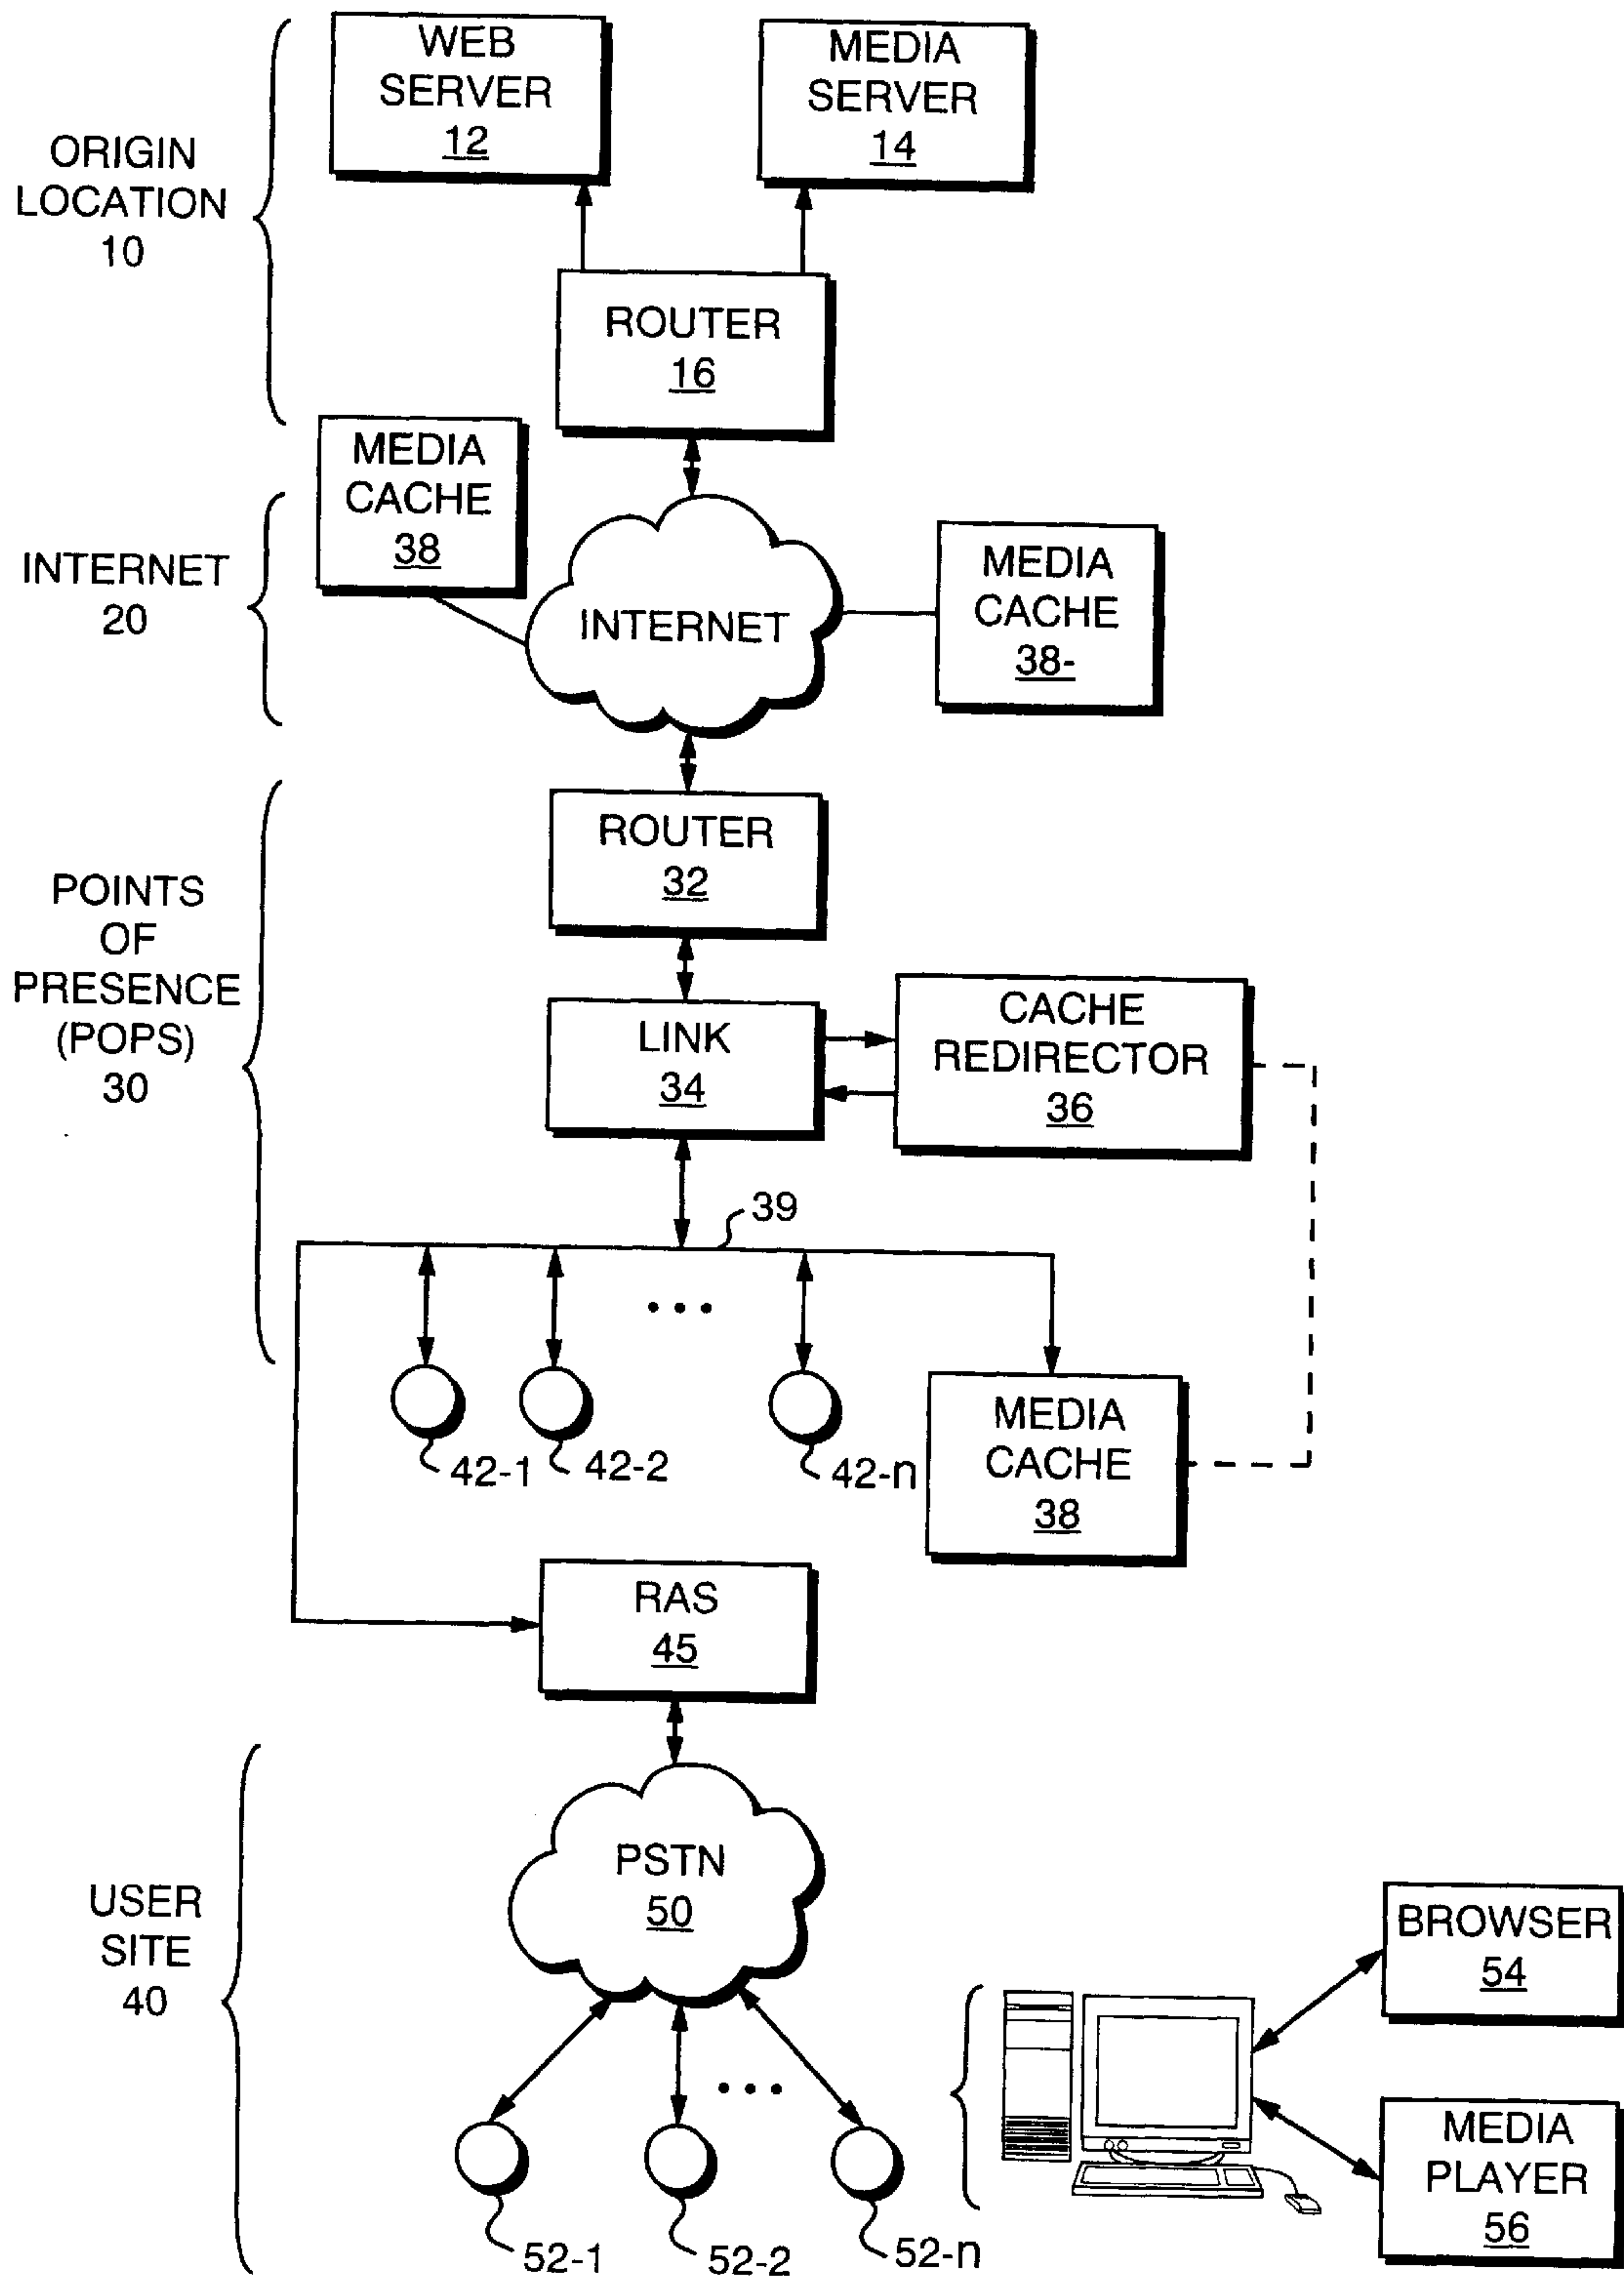 WEB
SERVER
12
MEDIA
SERVER
14
ORIGIN
LOCATION
10
ROUTER
16
MEDIA
CACHE
38
INTERNET
20
INTERNET
MEDIA
CACHE
38-
ROUTER
32
POINTS
OF
PRESENCE
(POPS)
30
LINK
34
CACHE
REDIRECTOR
36
39
42-1
42-2
42-n
MEDIA
CACHE
38
RAS
45
PSTN
50
USER
SITE
40
BROWSER
54
MEDIA
PLAYER
56
52-1
52-2
52-n